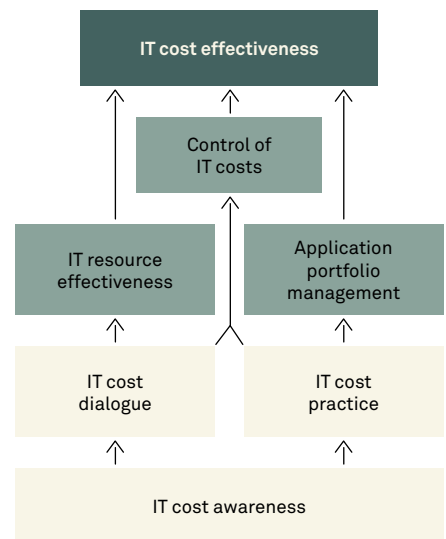 IT cost effectiveness
Control of
IT costs
IT resource
effectiveness
Application
portfolio
management
IT cost
dialogue
IT cost
practice
IT cost awareness